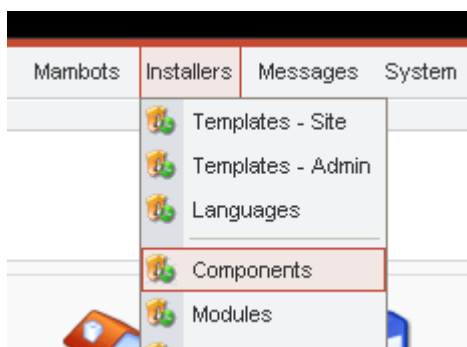 Mambots Installers Messages System
Templates - Site
Templates - Admin
Languages
Components
Modules